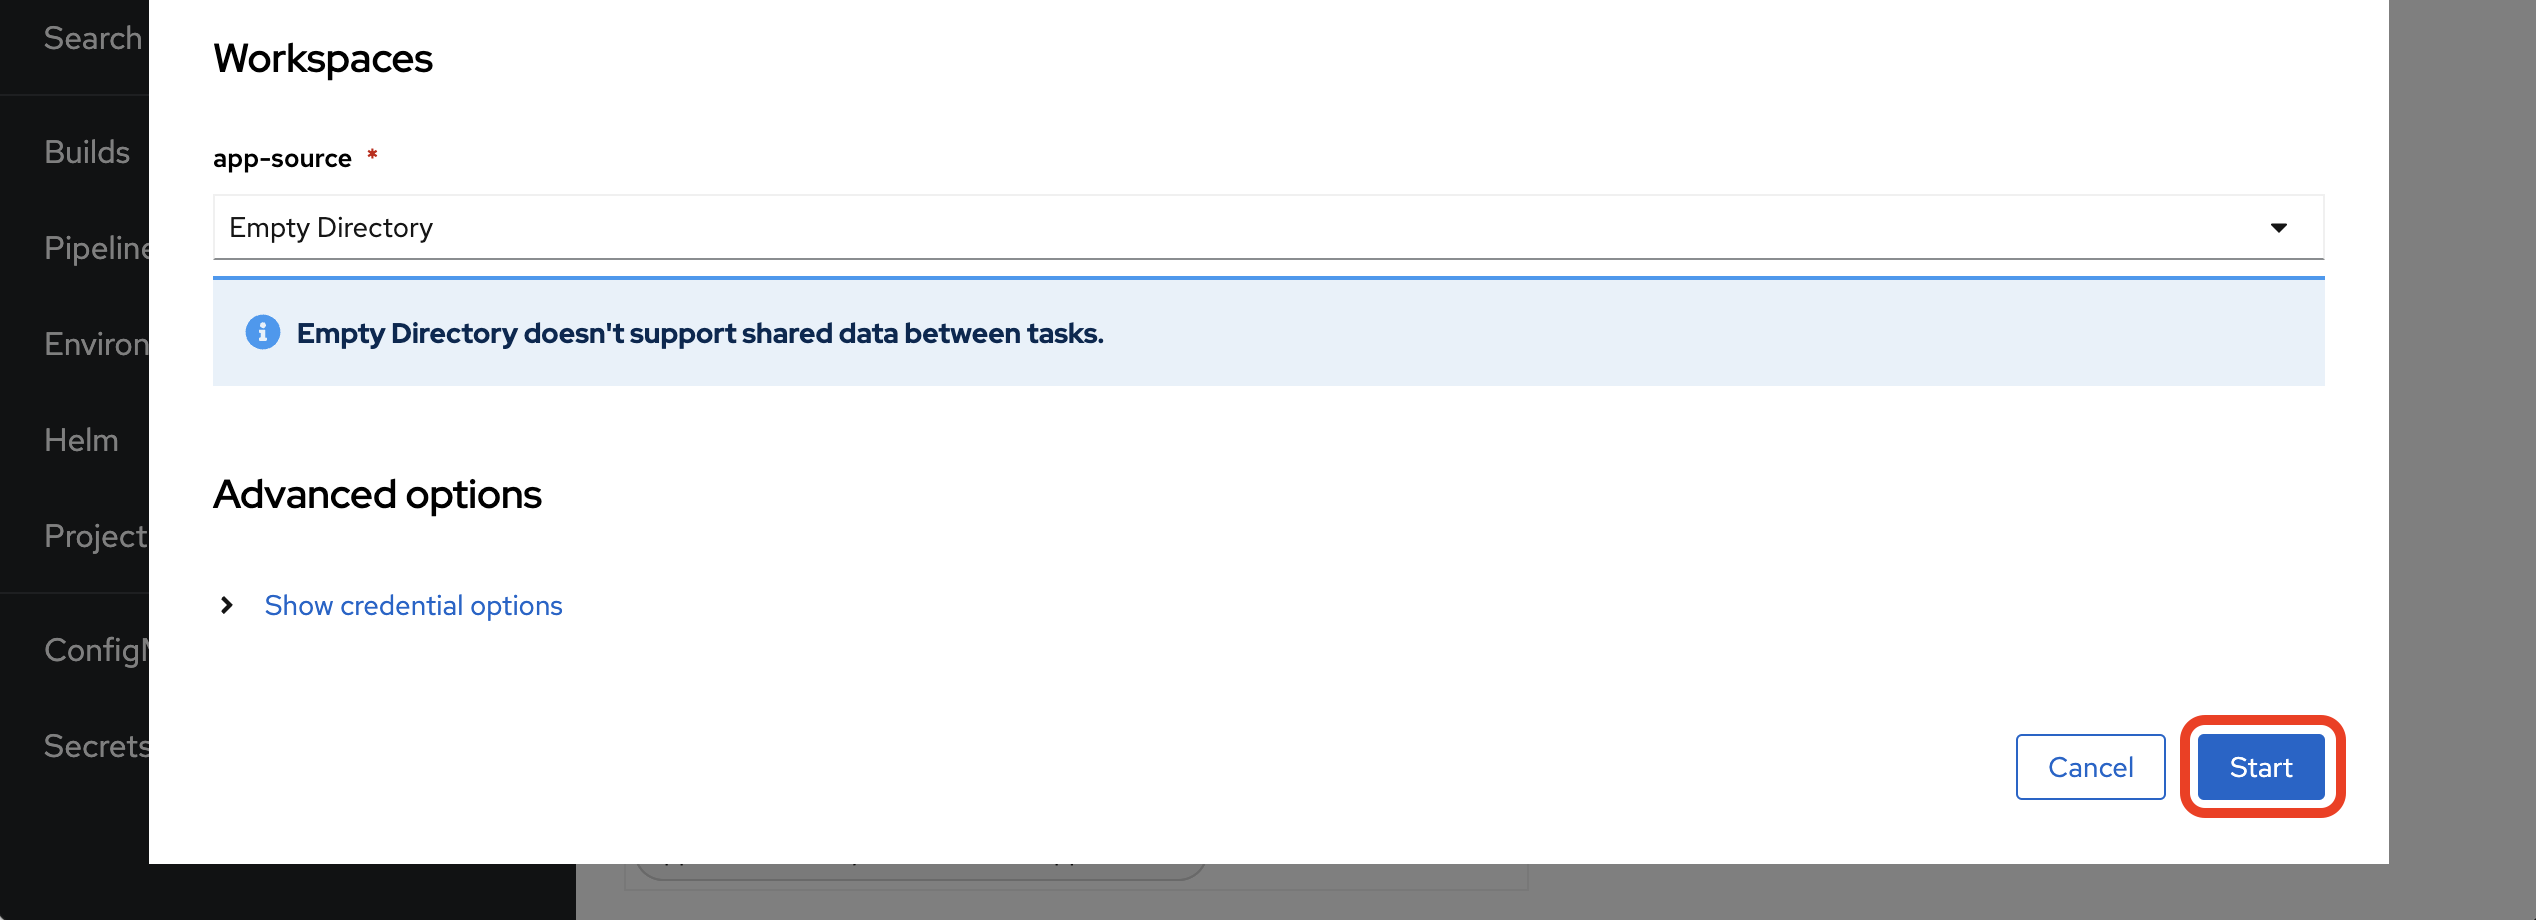 Search
Builds
Pipeline
Environ
Helm
Project
Config
Secrets
Workspaces
app-source *
Empty Directory
Empty Directory doesn't support shared data between tasks.
Advanced options
Show credential options
Cancel
Start